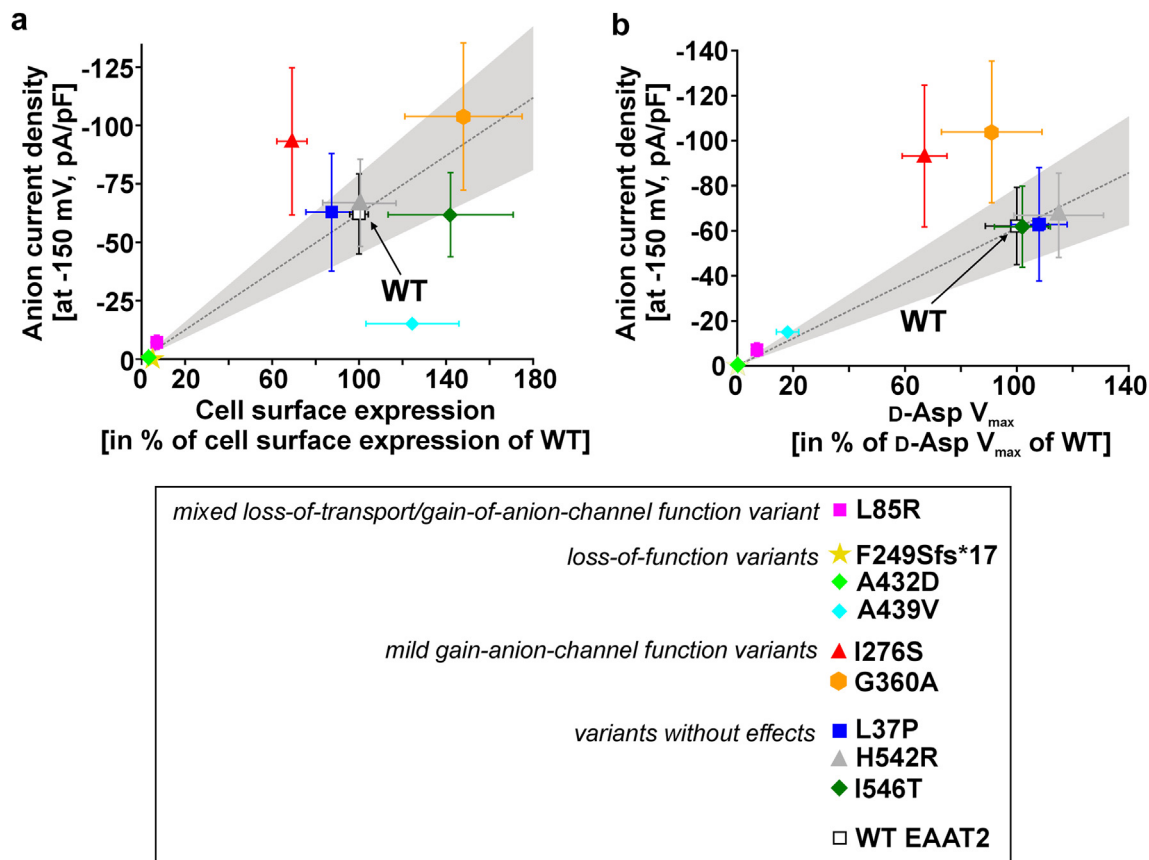 a
Anion current density
[at -150 mV, pA/pF]
-125
-100
-75
-50
-25
0
0
20
60
100
140
180
WT
Cell surface expression
[in % of cell surface expression of WT]
b
Anion current density
[at -150 mV, pA/pF]
-140
-120
-100
-80
-60
-40
-20
0
0
20
60
100
140
WT
D-Asp Vmax
[in % of D-Asp Vmax of WT]
mixed loss-of-transport/gain-of-anion-channel function variant L85R
loss-of-function variants F249Sfs*17
A432D
A439V
mild gain-anion-channel function variants I276S
G360A
variants without effects L37P
H542R
I546T
WT EAAT2